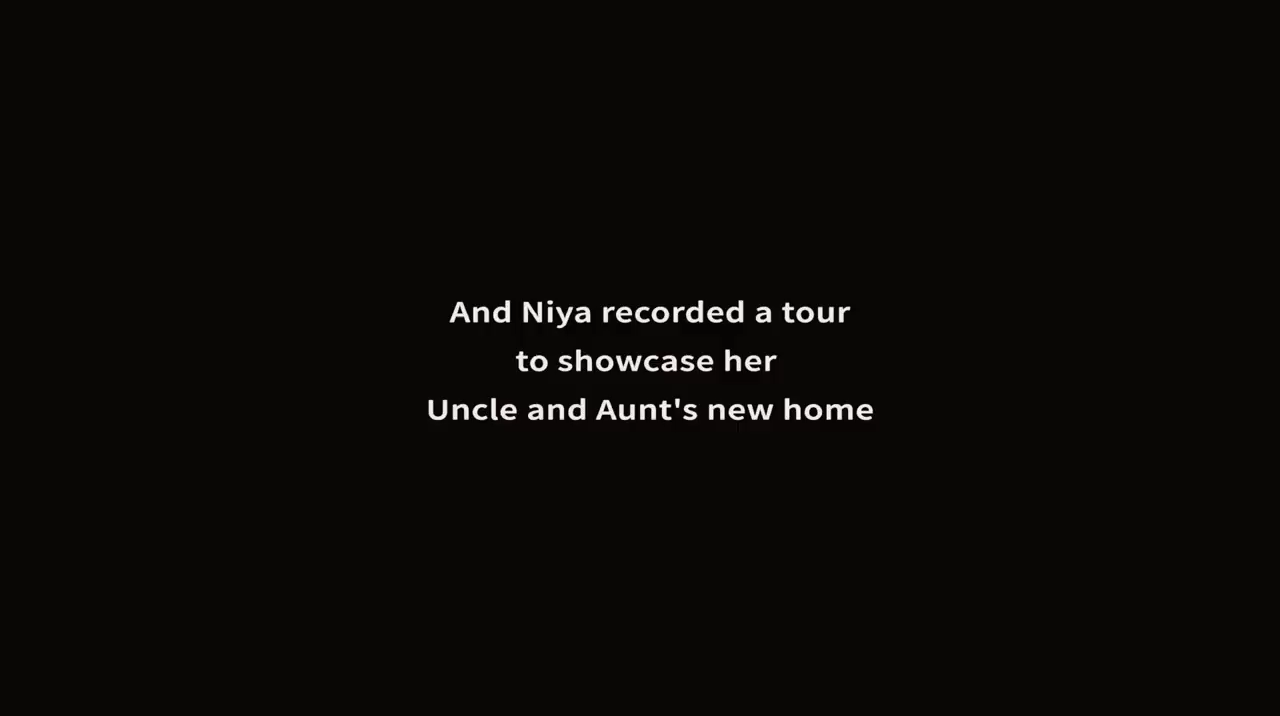 And Niya recorded a tour
to showcase her
Uncle and Aunt's new home